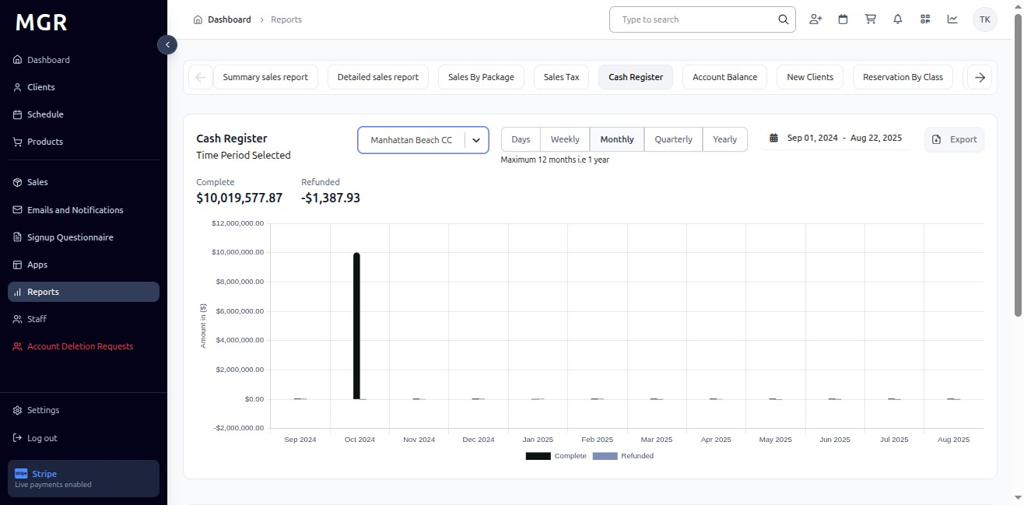 MGR
Dashboard
Clients
Schedule
Products
Sales
Emails and Notifications
Signup Questionnaire
Apps
Reports
Staff
Account Deletion Requests
Settings
Log out
stripe Stripe
Live payments enabled
Dashboard > Reports
Type to search
TK
Summary sales report Detailed sales report Sales By Package Sales Tax Cash Register Account Balance New Clients Reservation By Class
Cash Register
Time Period Selected
Manhattan Beach CC
Days Weekly Monthly Quarterly Yearly
Maximum 12 months i.e 1 year
Sep 01, 2024 - Aug 22, 2025
Export
Complete Refunded
$10,019,577.87 -$1,387.93
$12,000,000.00
$10,000,000.00
$8,000,000.00
$6,000,000.00
$4,000,000.00
$2,000,000.00
$0.00
-$2,000,000.00
Amount in ($)
Sep 2024 Oct 2024 Nov 2024 Dec 2024 Jan 2025 Feb 2025 Mar 2025 Apr 2025 May 2025 Jun 2025 Jul 2025 Aug 2025
Complete Refunded